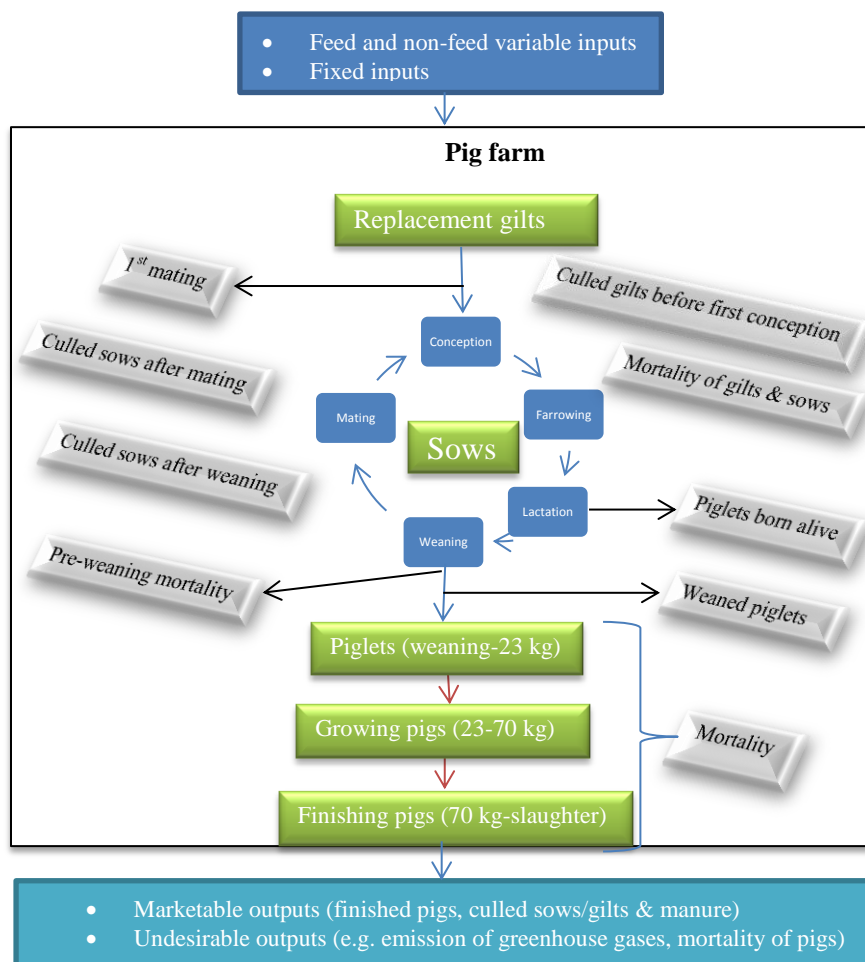 • Feed and non-feed variable inputs
• Fixed inputs
Pig farm
Replacement gilts
1st mating
Culled gilts before first conception
Conception
Culled sows after mating
Mortality of gilts & sows
Mating
Farrowing
Sows
Culled sows after weaning
Lactation
Piglets born alive
Weaning
Pre-weaning mortality
Weaned piglets
Piglets (weaning-23 kg)
Growing pigs (23-70 kg)
Mortality
Finishing pigs (70 kg-slaughter)
• Marketable outputs (finished pigs, culled sows/gilts & manure)
• Undesirable outputs (e.g. emission of greenhouse gases, mortality of pigs)